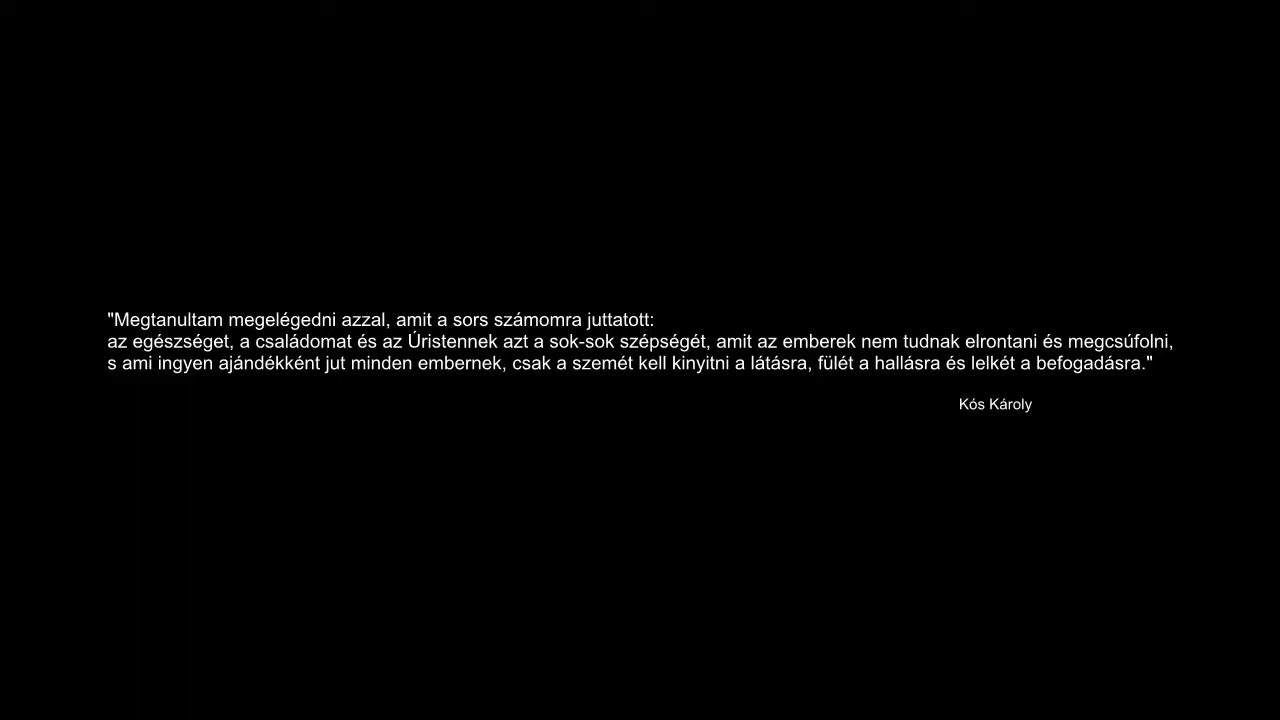 "Megtanultam megelégedni azzal, amit a sors számomra juttatott:
az egészséget, a családomat és az Úristennek azt a sok-sok szépségét, amit az emberek nem tudnak elrontani és megcsúfolni,
s ami ingyen ajándékként jut minden embernek, csak a szemét kell kinyitni a látásra, fülét a hallásra és lelkét a befogadásra."
Kós Károly